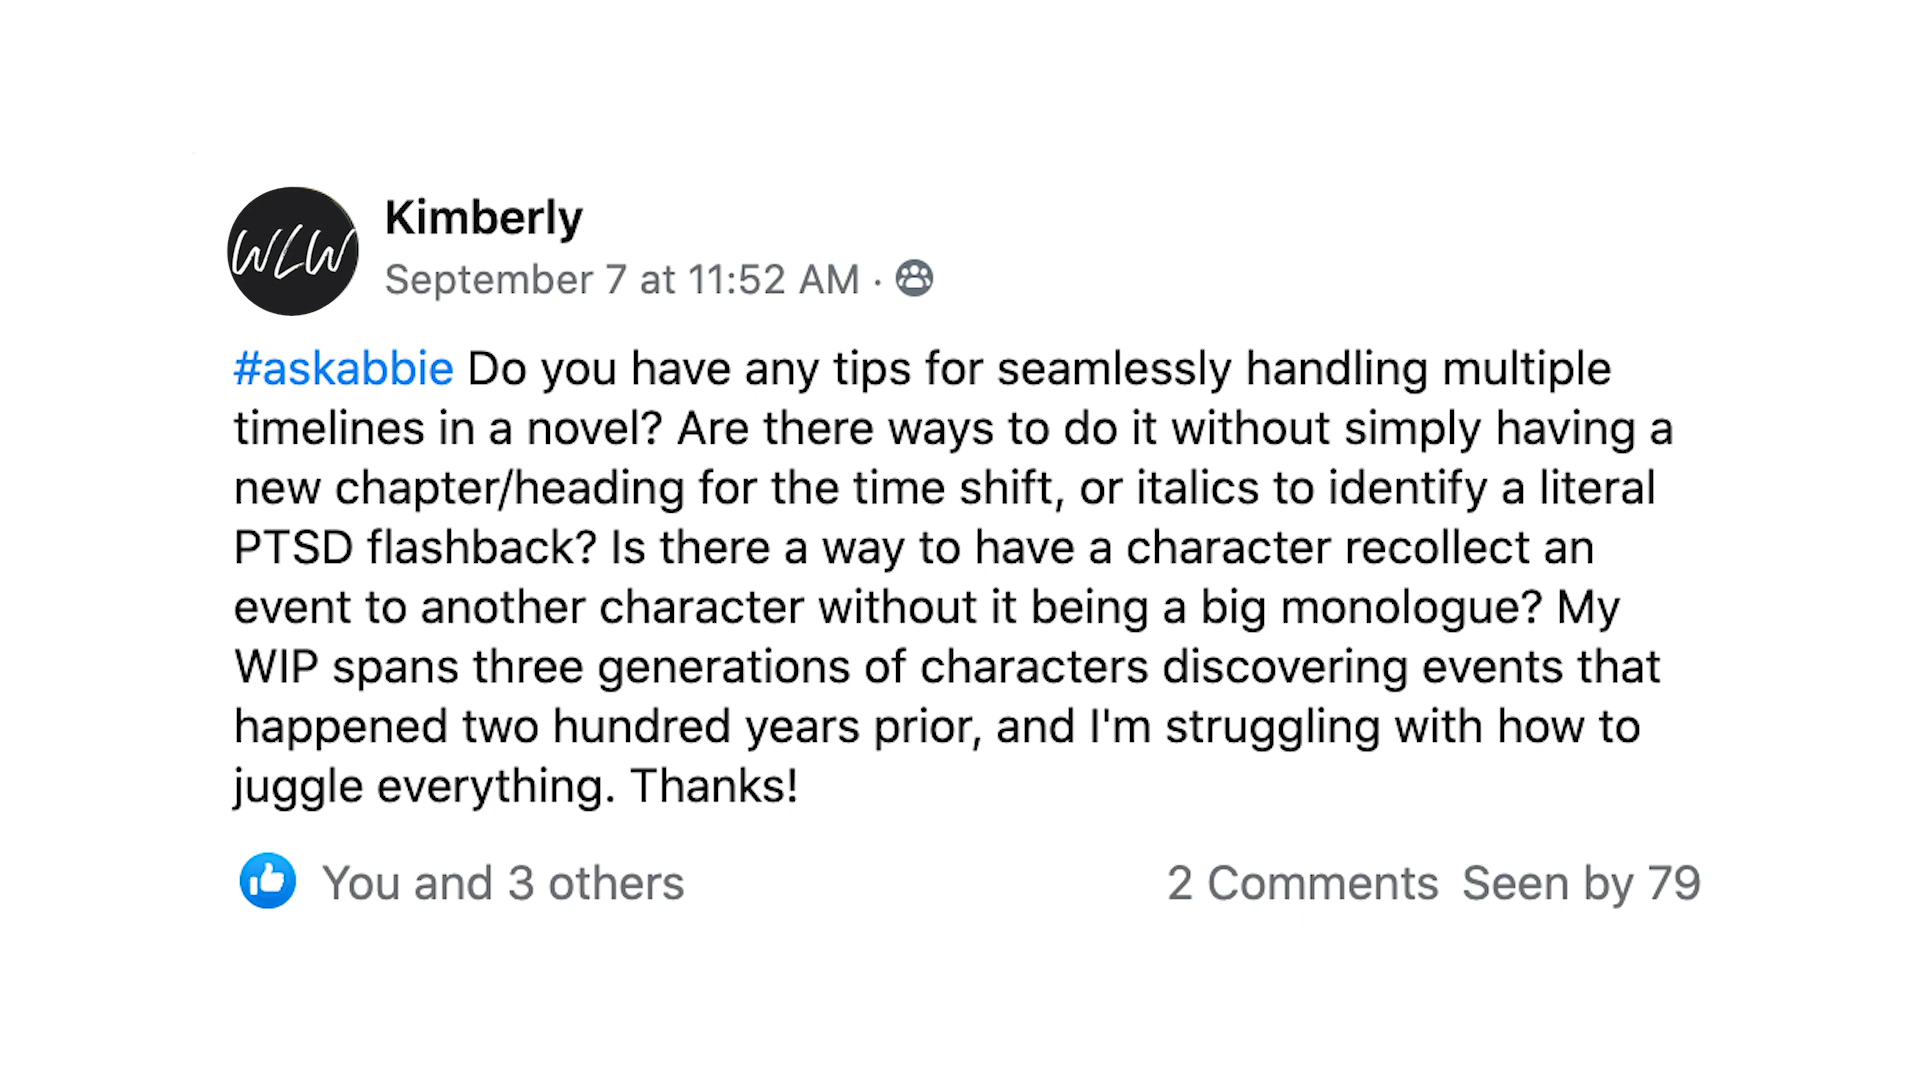 WLW
Kimberly
September 7 at 11:52 AM ·
#askabbie Do you have any tips for seamlessly handling multiple
timelines in a novel? Are there ways to do it without simply having a
new chapter/heading for the time shift, or italics to identify a literal
PTSD flashback? Is there a way to have a character recollect an
event to another character without it being a big monologue? My
WIP spans three generations of characters discovering events that
happened two hundred years prior, and I'm struggling with how to
juggle everything. Thanks!
You and 3 others 2 Comments Seen by 79